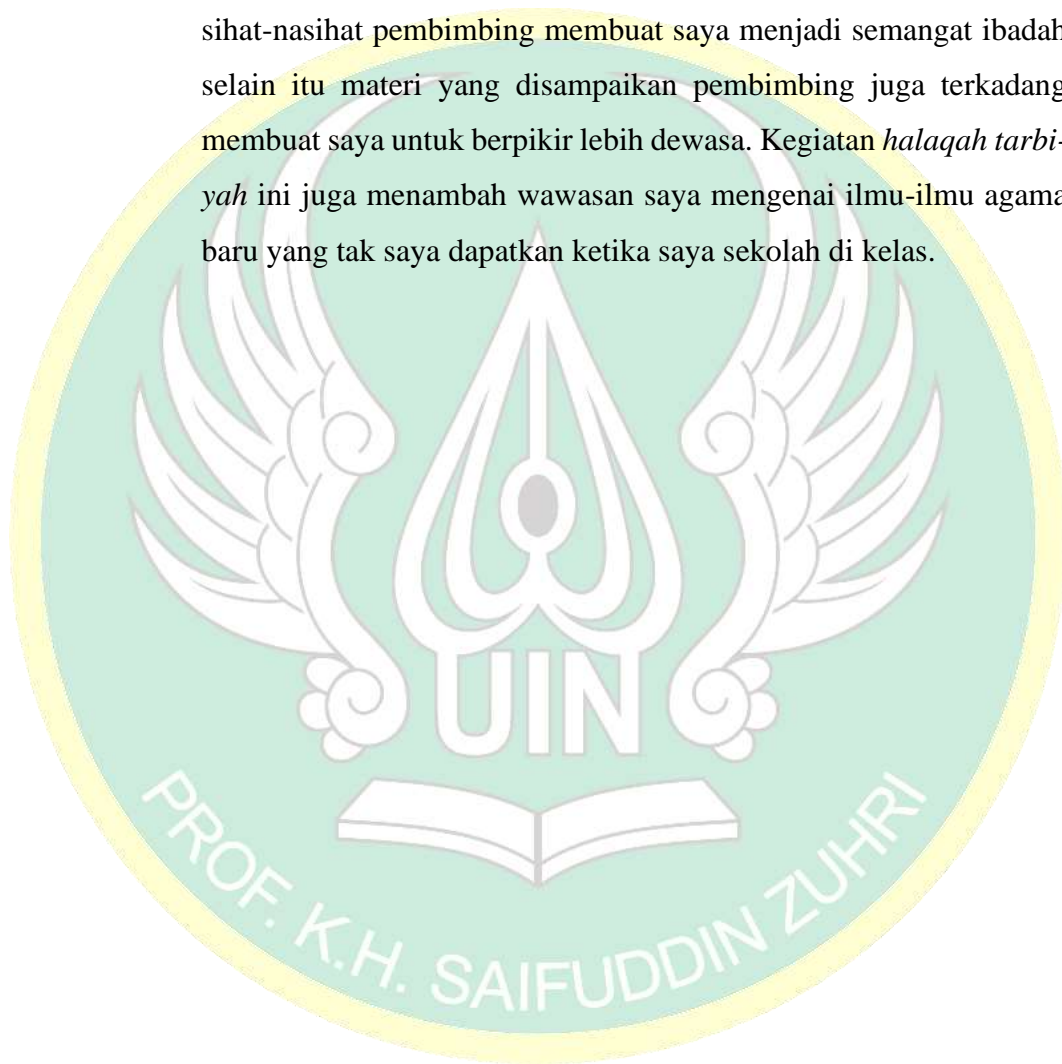 sihat-nasihat pembimbing membuat saya menjadi semangat ibadah
selain itu materi yang disampaikan pembimbing juga terkadang
membuat saya untuk berpikir lebih dewasa. Kegiatan halaqah tarbi-
yah ini juga menambah wawasan saya mengenai ilmu-ilmu agama
baru yang tak saya dapatkan ketika saya sekolah di kelas.
UIN
PROF. K.H. SAIFUDDIN ZUHRI